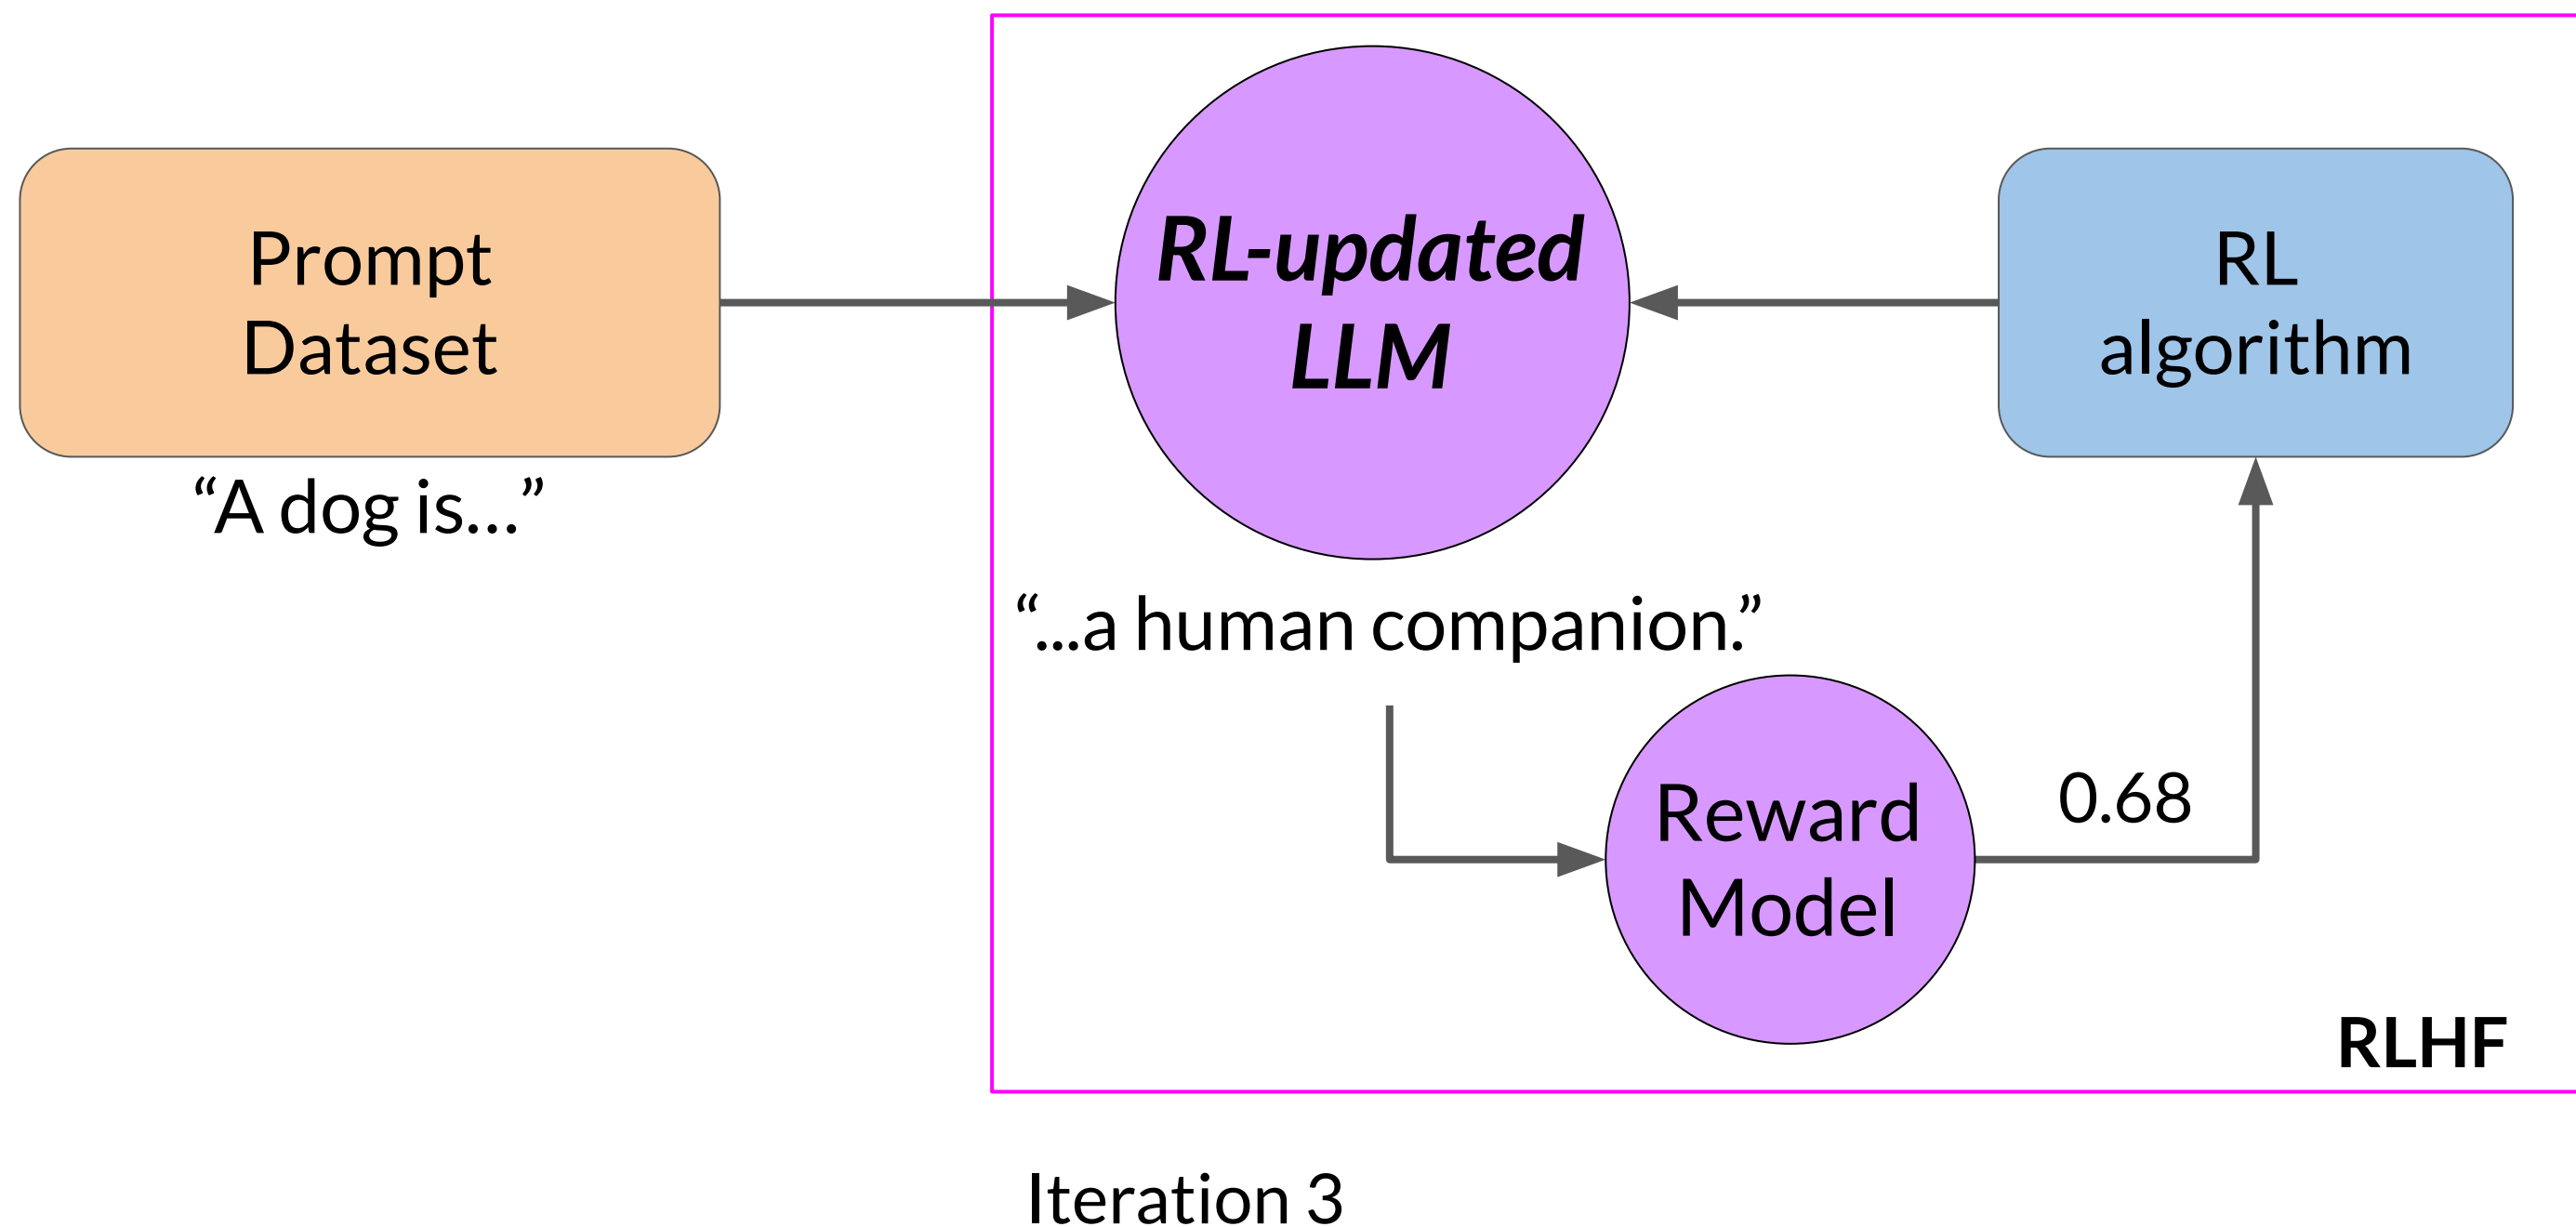 Prompt
Dataset
“A dog is…”
RL-updated
LLM
“...a human companion.”
RL
algorithm
Reward
Model
0.68
RLHF
Iteration 3